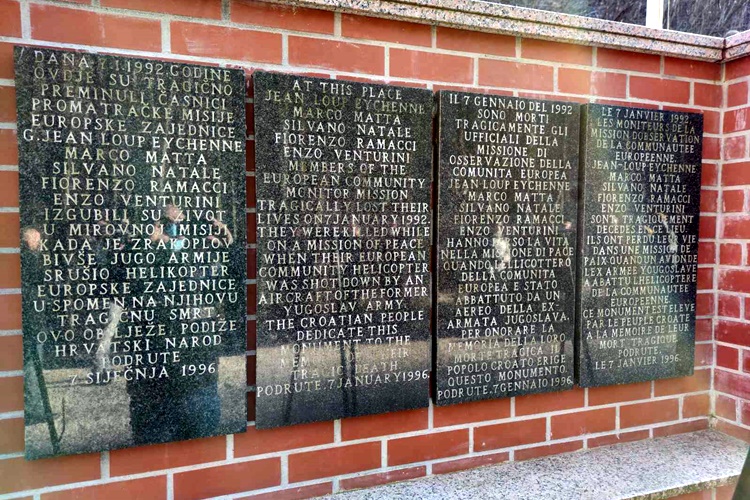 DANA 7.1.1992. GODINE
OVDJE SU TRAGIČNO
PREMINULI ČASNICI
PROMATRAČKE MISIJE
EUROPSKE ZAJEDNICE
G. JEAN LOUP EYCHENNE
MARCO MATTA
SILVANO NATALE
FIORENZO RAMACCI
ENZO VENTURINI
IZGUBILI SU ŽIVOT
U MIROVNOJ MISIJI
KADA JE ZRAKOPLOV
BIVŠE JUGO ARMIJE
SRUŠIO HELIKOPTER
EUROPSKE ZAJEDNICE
U SPOMEN NA NJIHOVU
TRAGIČNU SMRT.
OVO OBILJEŽJE PODIŽE
HRVATSKI NAROD
PODRUTE
7. SIJEČNJA 1996
AT THIS PLACE
JEAN LOUP EYCHENNE
MARCO MATTA
SILVANO NATALE
FIORENZO RAMACCI
ENZO VENTURINI
MEMBERS OF THE
EUROPEAN COMMUNITY
MONITOR MISSION
TRAGICALLY LOST THEIR
LIVES ON 7 JANUARY 1992.
THEY WERE KILLED WHILE
ON A MISSION OF PEACE
WHEN THEIR EUROPEAN
COMMUNITY HELICOPTER
WAS SHOT DOWN BY AN
AIRCRAFT OF THE FORMER
YUGOSLAV ARMY.
THE CROATIAN PEOPLE
DEDICATE THIS
MONUMENT TO THE
MEMORY OF THEIR
TRAGIC DEATH
PODRUTE, 7 JANUARY 1996.
IL 7 GENNAIO DEL 1992
SONO MORTI
TRAGICAMENTE GLI
UFFICIALI DELLA
MISSIONE DI
OSSERVAZIONE DELLA
COMUNITA EUROPEA
JEAN LOUP EYCHENNE
MARCO MATTA
SILVANO NATALE
FIORENZO RAMACCI
ENZO VENTURINI
HANNO PERSO LA VITA
NELLA MISSIONE DI PACE
QUANDO L ELICOTTERO
DELLA COMUNITA
EUROPEA E STATO
ABBATTUTO DA UN
AEREO DELLA EX
ARMATA JUGOSLAVA.
PER ONORARE LA
MEMORIA DELLA LORO
MORTE TRAGICA IL
POPOLO CROATO ERIGE
QUESTO MONUMENTO.
PODRUTE, 7 GENNAIO 1996.
LE 7 JANVIER 1992
LES MONITEURS DE LA
MISSION D OBSERVATION
DE LA COMMUNAUTEE
EUROPEENNE
JEAN-LOUP EYCHENNE
MARCO MATTA
SILVANO NATALE
FIORENZO RAMACCI
ENZO VENTURINI
SONT TRAGIQUEMENT
DECEDES EN CE LIEU.
ILS ONT PERDU LEUR VIE
DANS UNE MISSION DE
PAIX QUAND UN AVION DE
L EX ARMEE YOUGOSLAVE
A ABATTU L HELICOPTERE
DE LA COMMUNAUTEE
EUROPEENNE.
CE MONUMENT EST ELEVE
PAR LE PEUPLE CROATE
A LA MEMOIRE DE LEUR
MORT TRAGIQUE
PODRUTE,
LE 7 JANVIER 1996.